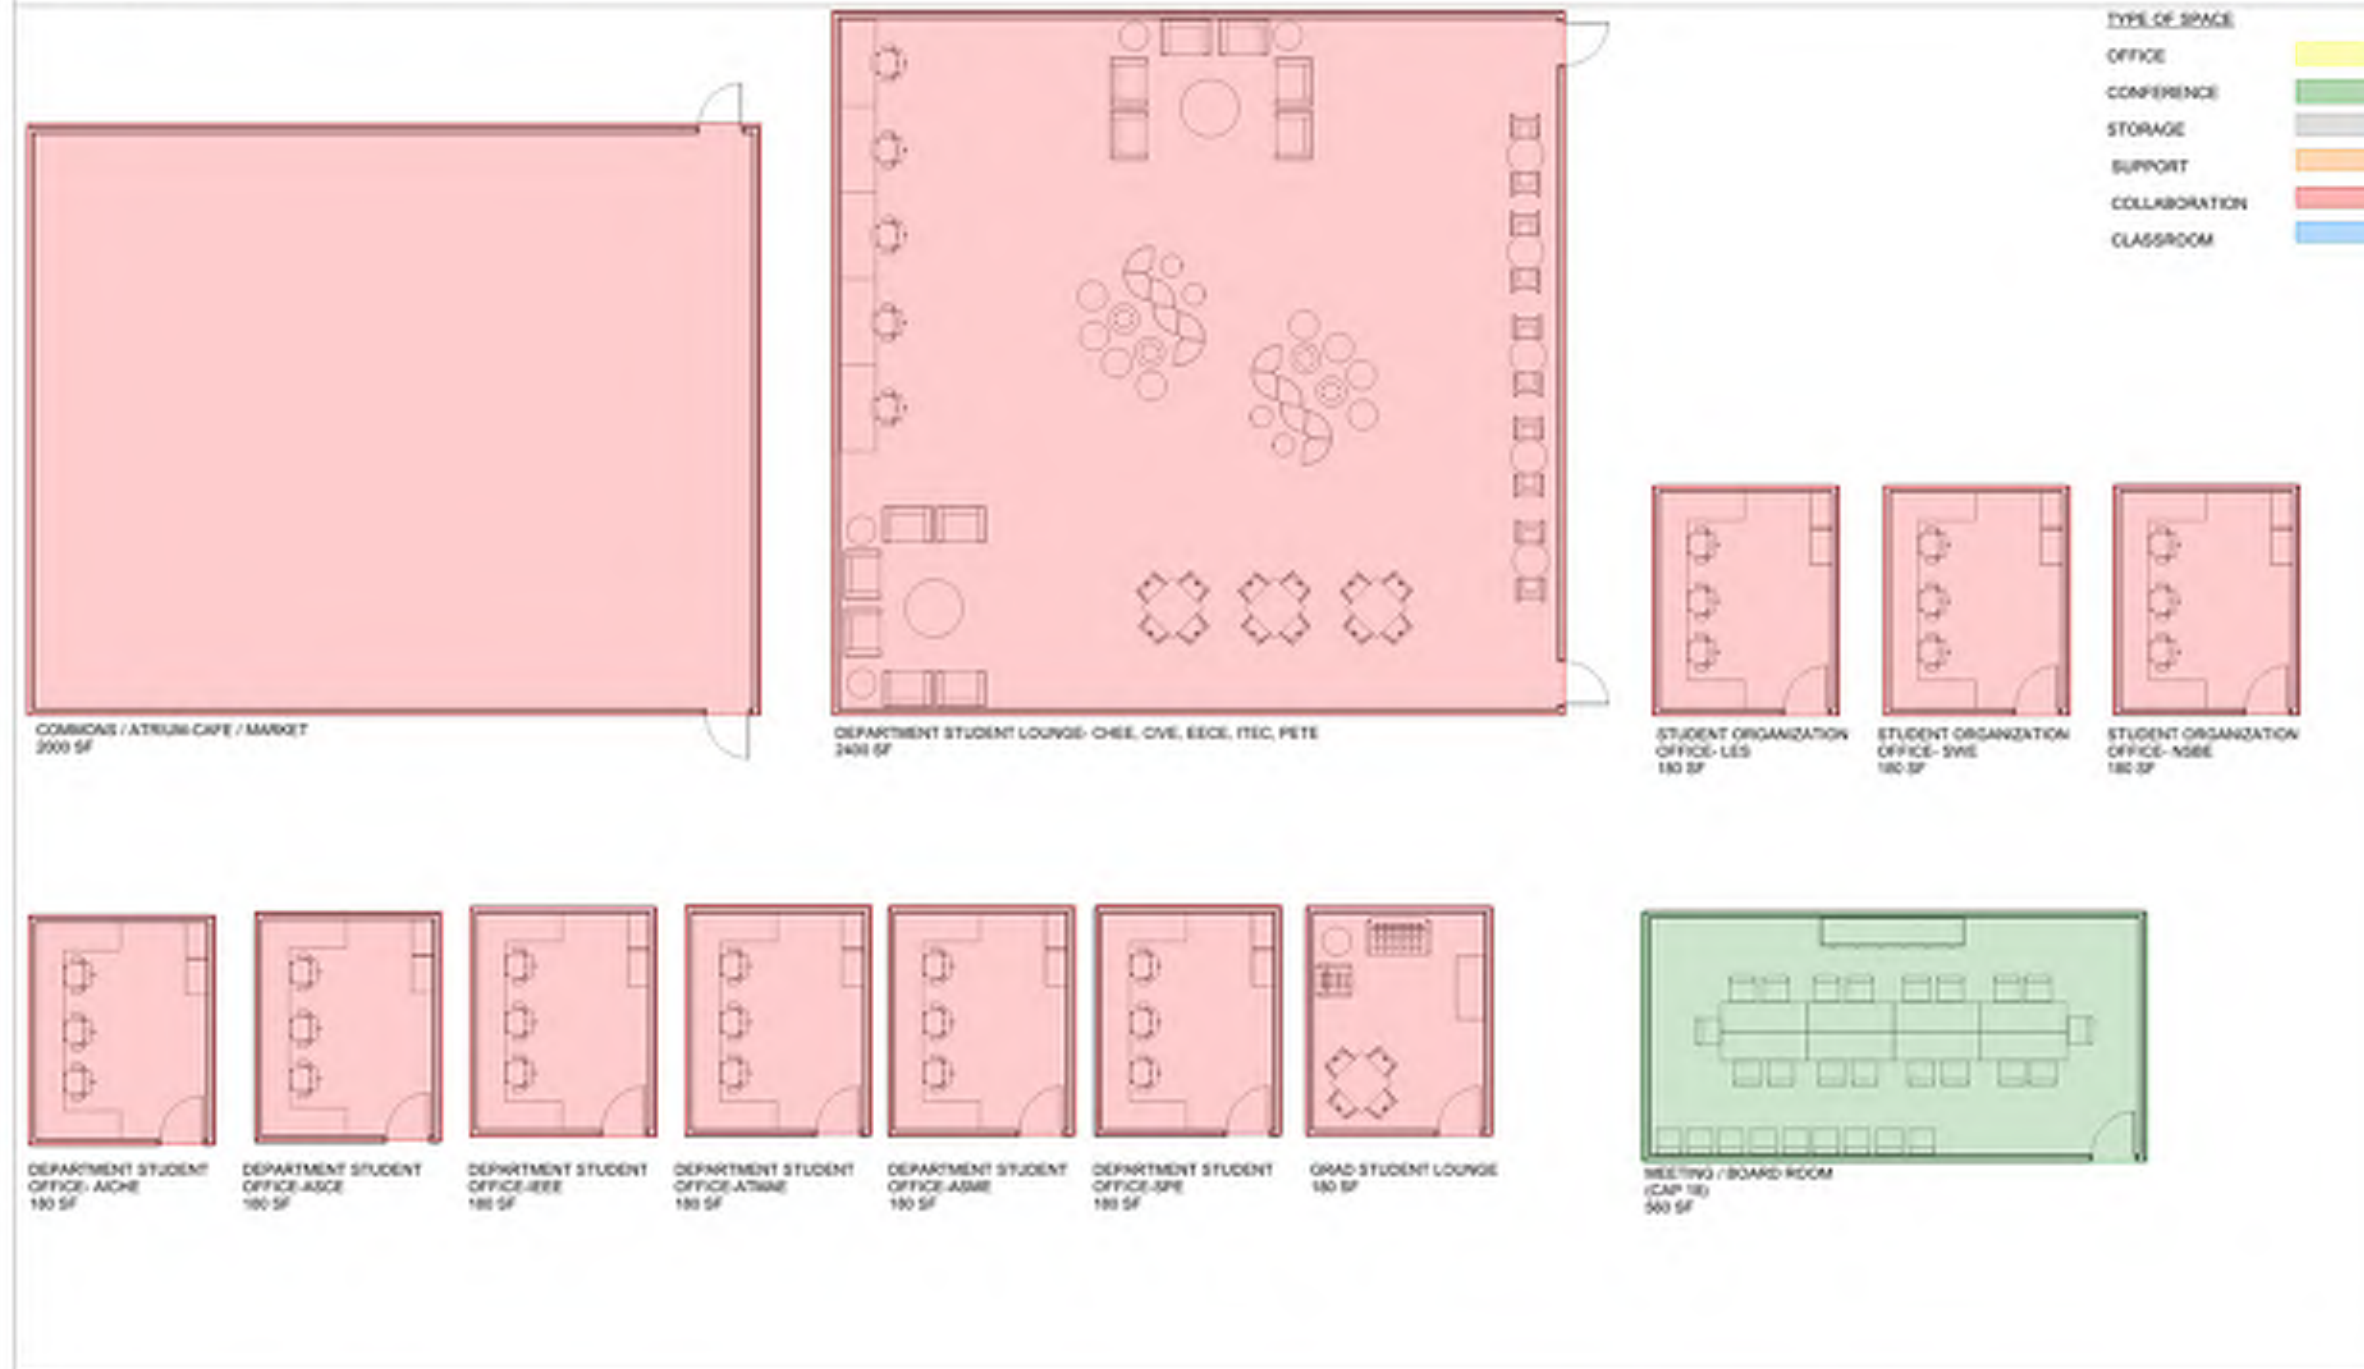 TYPE OF SPACE
OFFICE
CONFERENCE
STORAGE
SUPPORT
COLLABORATION
CLASSROOM
COMMONS / ATRIUM-CAFE / MARKET
2000 SF
DEPARTMENT STUDENT LOUNGE- CHEE, CIVE, EECE, ITEC, PETE
2400 SF
STUDENT ORGANIZATION
OFFICE- LES
180 SF
STUDENT ORGANIZATION
OFFICE- SWE
180 SF
STUDENT ORGANIZATION
OFFICE- NSBE
180 SF
DEPARTMENT STUDENT
OFFICE- AICHE
180 SF
DEPARTMENT STUDENT
OFFICE-ASCE
180 SF
DEPARTMENT STUDENT
OFFICE-IEEE
180 SF
DEPARTMENT STUDENT
OFFICE-ATMAE
180 SF
DEPARTMENT STUDENT
OFFICE-ASME
180 SF
DEPARTMENT STUDENT
OFFICE-SPE
180 SF
GRAD STUDENT LOUNGE
180 SF
MEETING / BOARD ROOM
(CAP 18)
560 SF